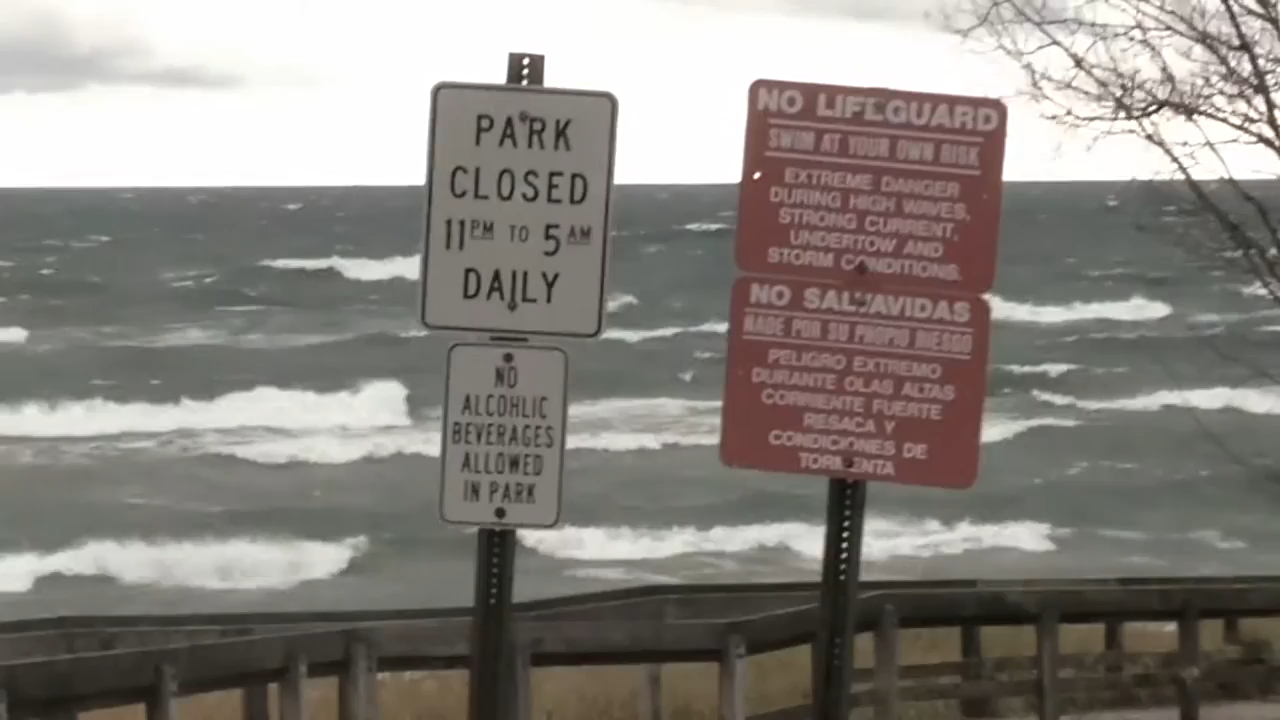 PARK
CLOSED
11PM TO 5AM
DAILY
NO
ALCOHLIC
BEVERAGES
ALLOWED
IN PARK
NO LIFEGUARD
SWIM AT YOUR OWN RISK
EXTREME DANGER
DURING HIGH WAVES,
STRONG CURRENT,
UNDERTOW AND
STORM CONDITIONS.
NO SALVAVIDAS
NADE POR SU PROPIO RIESGO
PELIGRO EXTREMO
DURANTE OLAS ALTAS
CORRIENTE FUERTE
RESACA Y
CONDICIONES DE
TORMENTA